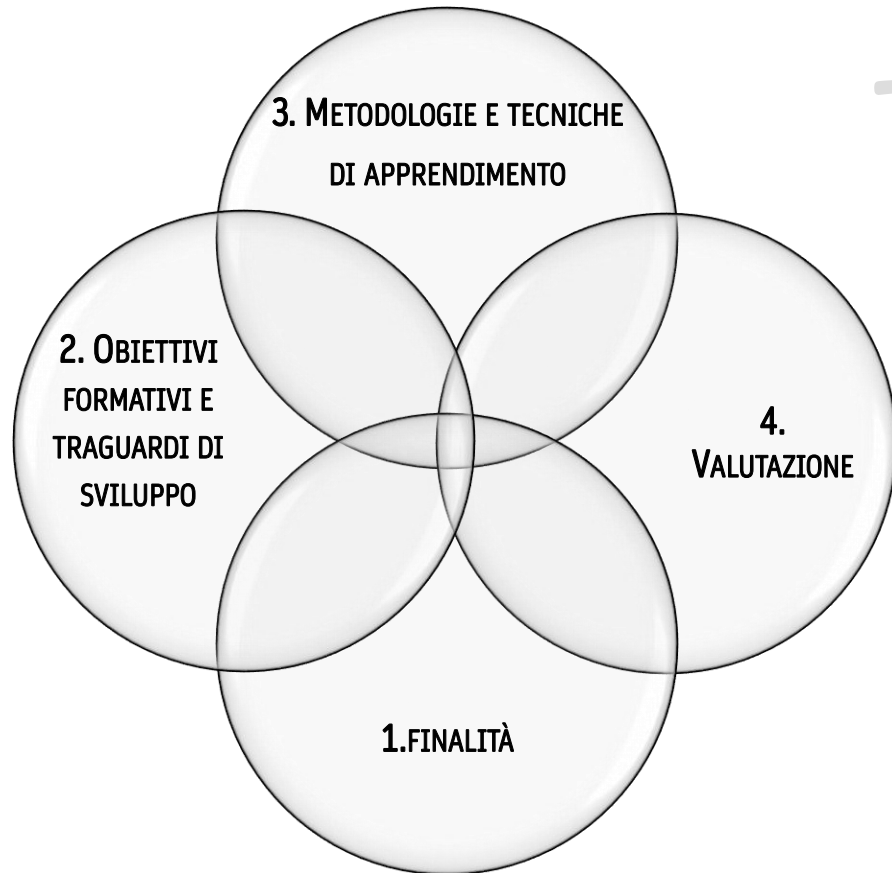 3. METODOLOGIE E TECNICHE
DI APPRENDIMENTO
2. OBIETTIVI
FORMATIVI E
TRAGUARDI DI
SVILUPPO
4.
VALUTAZIONE
1.FINALITÀ